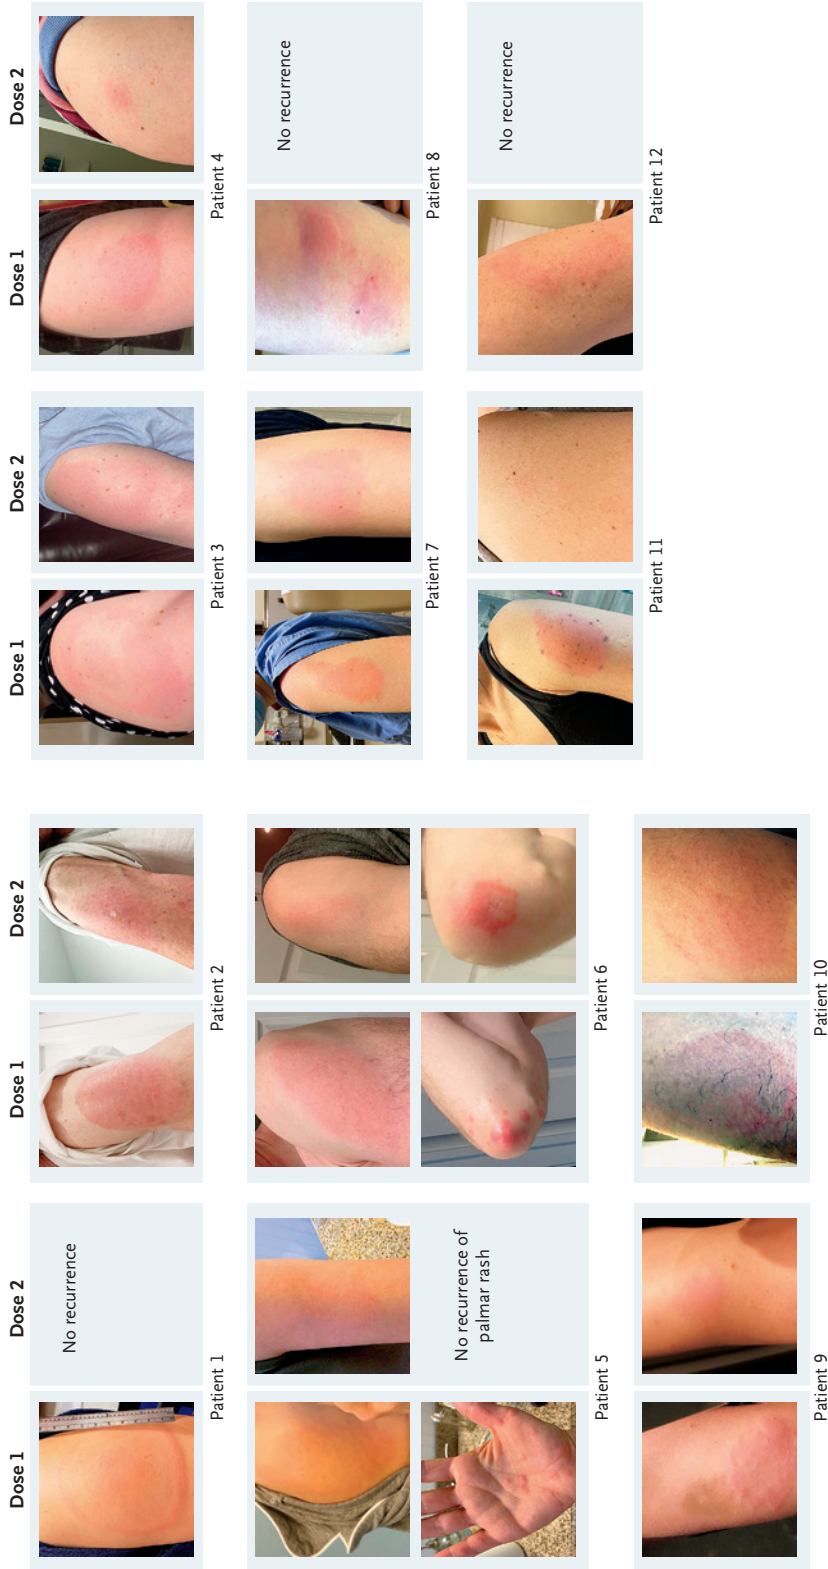 Dose 1 Dose 2 Dose 1 Dose 2 Dose 1 Dose 2 Dose 1 Dose 2
No recurrence
Patient 1 Patient 2 Patient 3 Patient 4
No recurrence
Patient 7 Patient 8
No recurrence of
palmar rash
Patient 5 Patient 6
No recurrence
Patient 11 Patient 12
Patient 9 Patient 10